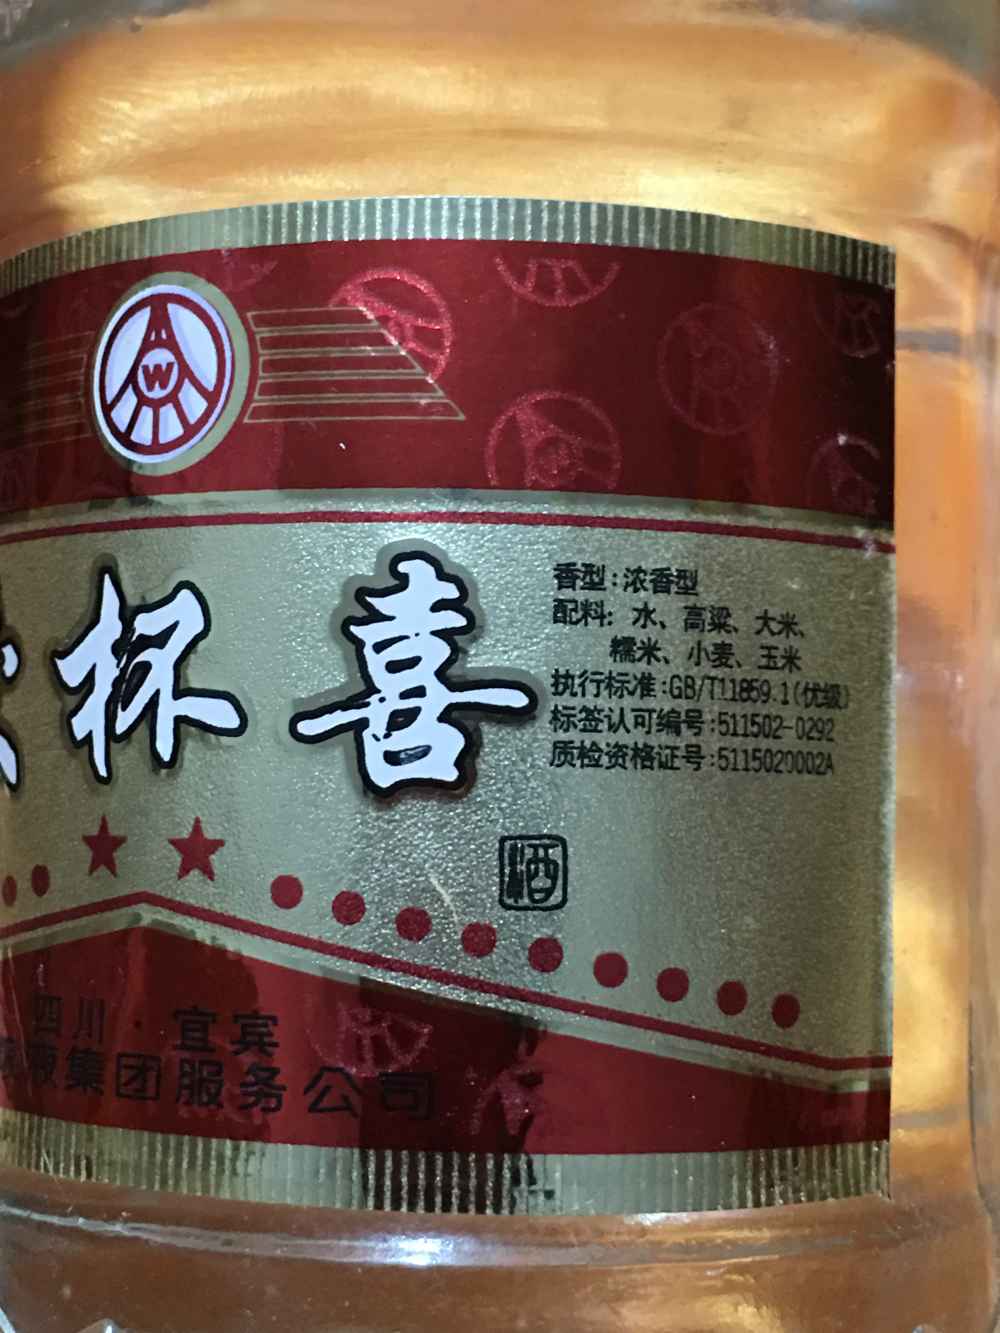 W
杯喜
香型:浓香型
配料: 水、高粱、大米、
糯米、小麦、玉米
执行标准:GB/T11859.1(优级)
标签认可编号:511502-0292
质检资格证号:5115020002A
酒
四川 宜宾
液集团服务公司